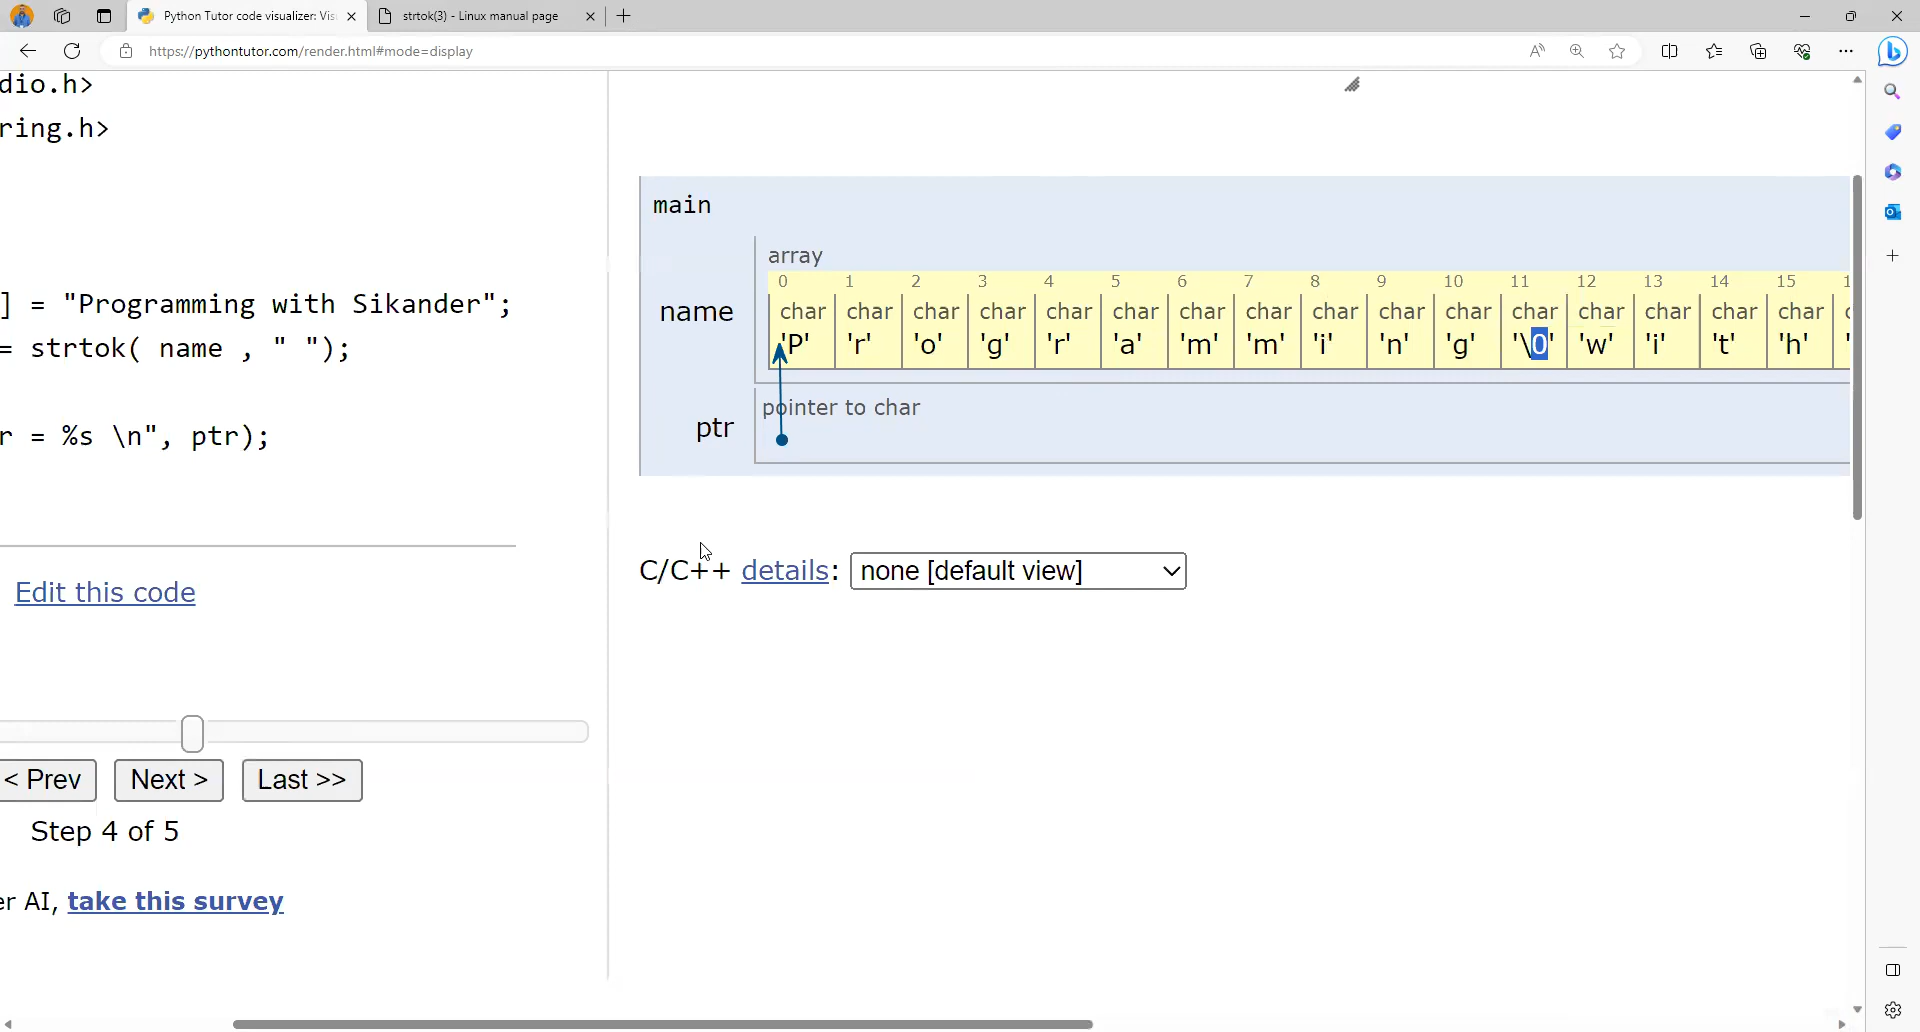 Python Tutor code visualizer: Vis
strtok(3) - Linux manual page
https://pythontutor.com/render.html#mode=display
dio.h>
ring.h>
] = "Programming with Sikander";
= strtok( name , " ");
r = %s \n", ptr);
Edit this code
< Prev
Next >
Last >>
Step 4 of 5
er AI, take this survey
main
array
0 1 2 3 4 5 6 7 8 9 10 11 12 13 14 15 1
name
char char char char char char char char char char char char char char char char c
'P' 'r' 'o' 'g' 'r' 'a' 'm' 'm' 'i' 'n' 'g' '\0' 'w' 'i' 't' 'h' '
pointer to char
ptr
C/C++ details: none [default view]